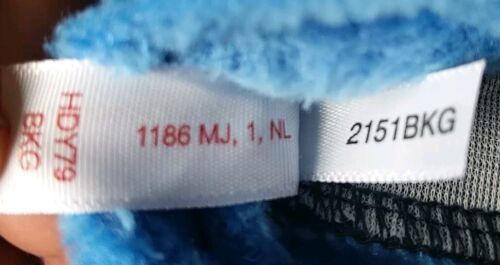 HDY79
BKG
1186 MJ, 1, NL
2151BKG